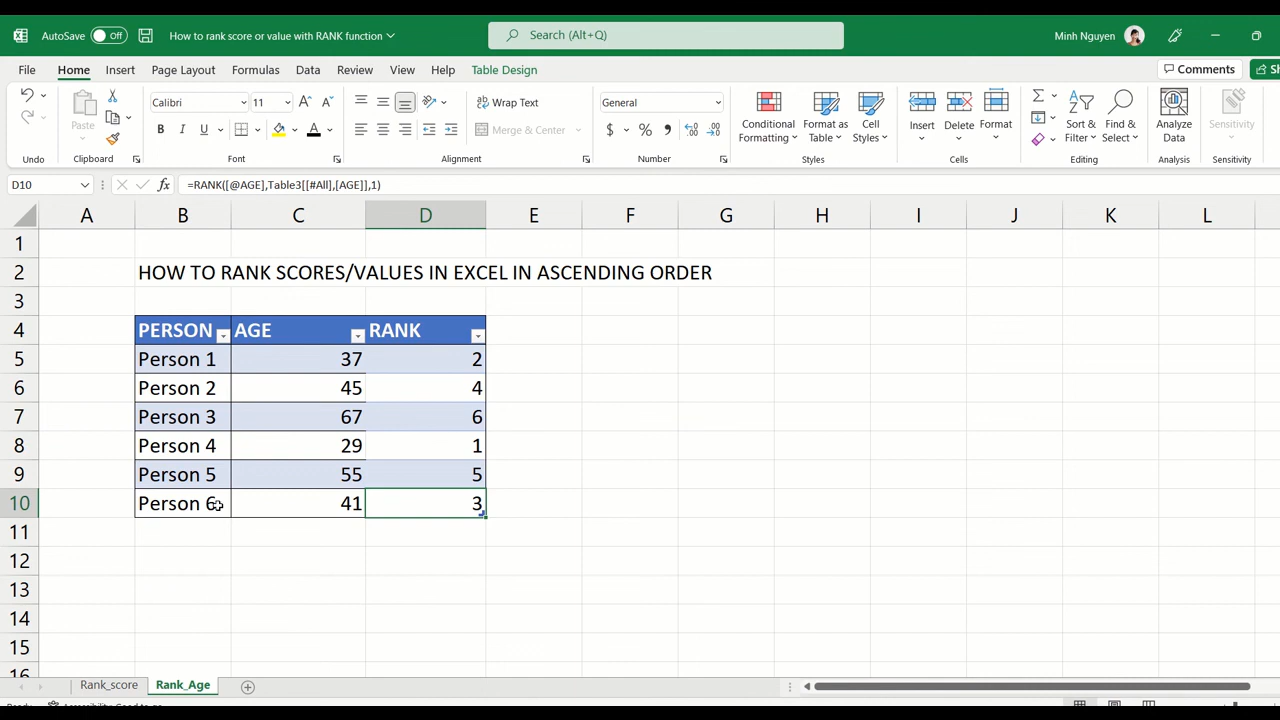 AutoSave Off How to rank score or value with RANK function Search (Alt+Q) Minh Nguyen
File Home Insert Page Layout Formulas Data Review View Help Table Design Comments
Paste Calibri 11 Wrap Text General Conditional Formatting Format as Table Cell Styles Insert Delete Format Sort & Filter Find & Select Analyze Data Sensitivity
B I U A Merge & Center $ % ,
Undo Clipboard Font Alignment Number Styles Cells Editing Analysis Sensitivity
D10 fx =RANK([@AGE],Table3[[#All],[AGE]],1)
A B C D E F G H I J K L
1
2 HOW TO RANK SCORES/VALUES IN EXCEL IN ASCENDING ORDER
3
4 PERSON AGE RANK
5 Person 1 37 2
6 Person 2 45 4
7 Person 3 67 6
8 Person 4 29 1
9 Person 5 55 5
10 Person 6 41 3
11
12
13
14
15
16
Rank_score Rank_Age